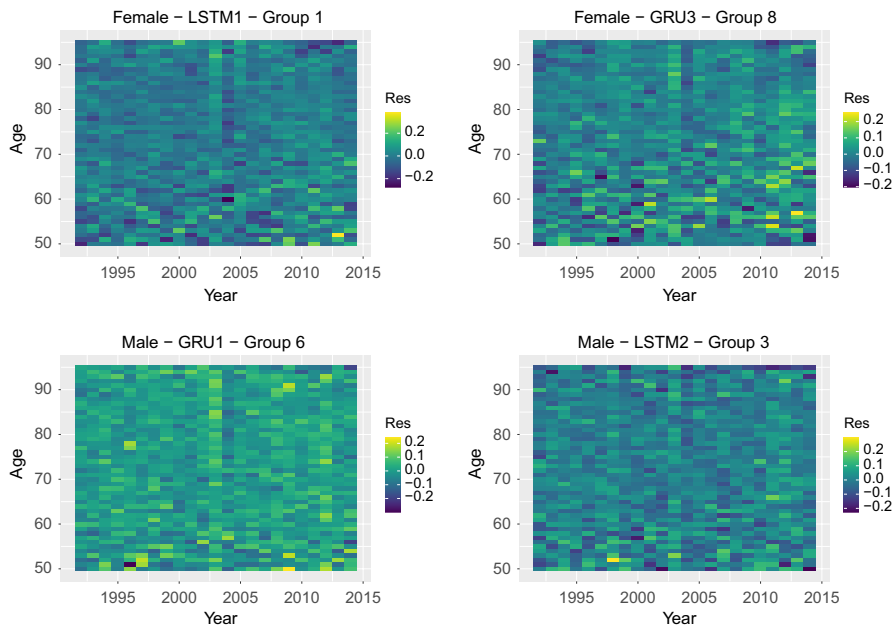 Female − LSTM1 − Group 1
Age
90
80
70
60
50
1995 2000 2005 2010 2015
Year
Res
0.2
0.0
−0.2
Female − GRU3 − Group 8
Age
90
80
70
60
50
1995 2000 2005 2010 2015
Year
Res
0.2
0.1
0.0
−0.1
−0.2
Male − GRU1 − Group 6
Age
90
80
70
60
50
1995 2000 2005 2010 2015
Year
Res
0.2
0.1
0.0
−0.1
−0.2
Male − LSTM2 − Group 3
Age
90
80
70
60
50
1995 2000 2005 2010 2015
Year
Res
0.2
0.1
0.0
−0.1
−0.2